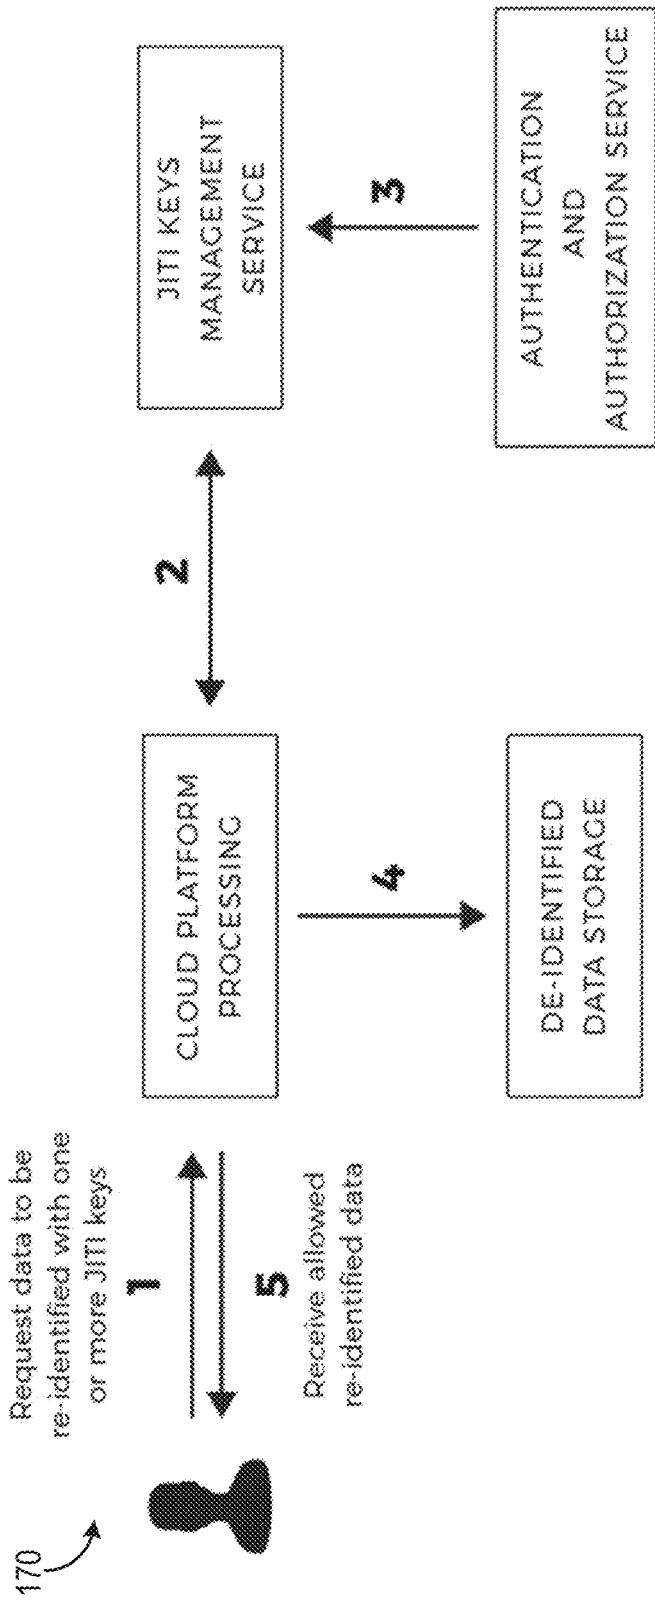 170
Request data to be
re-identified with one
or more JITI keys
1
5
Receive allowed
re-identified data
CLOUD PLATFORM
PROCESSING
4
DE-IDENTIFIED
DATA STORAGE
2
JITI KEYS
MANAGEMENT
SERVICE
3
AUTHENTICATION
AND
AUTHORIZATION SERVICE